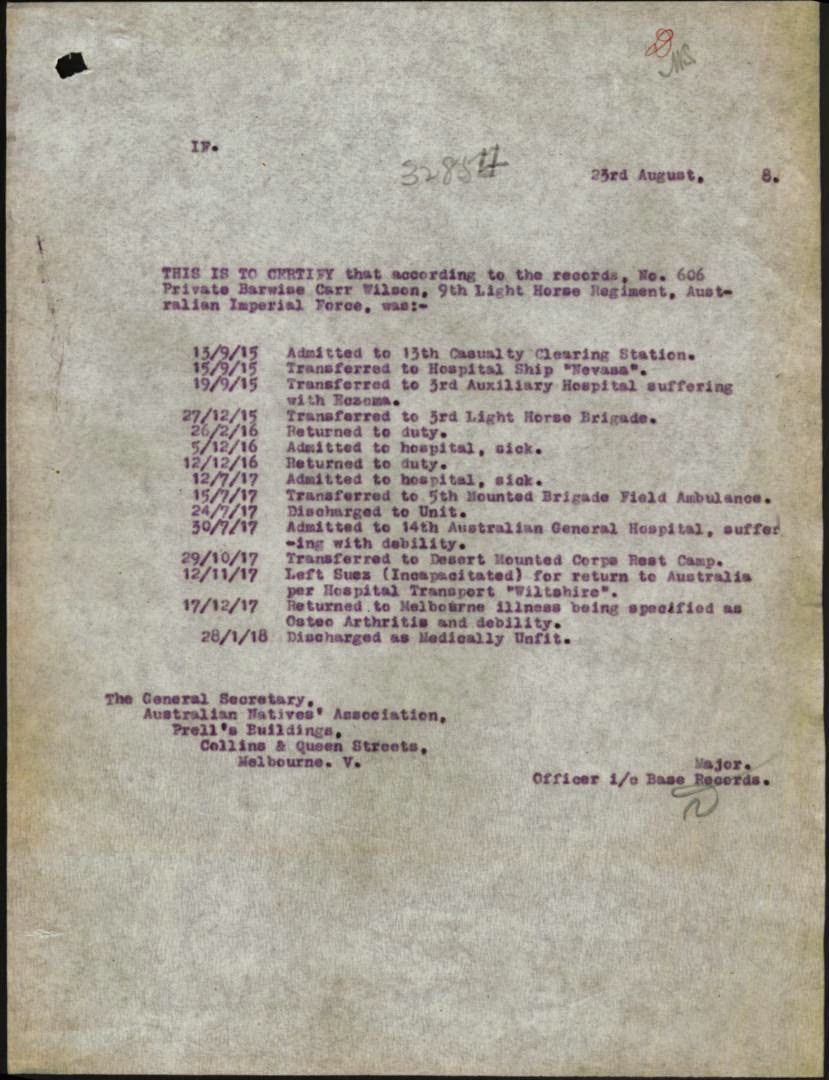 IF.
32854
23rd August, 8.
THIS IS TO CERTIFY that according to the records, No. 606
Private Barwise Carr Wilson, 9th Light Horse Regiment, Aust-
ralian Imperial Force, was:-
13/9/15 Admitted to 13th Casualty Clearing Station.
15/9/15 Transferred to Hospital Ship "Nevasa".
19/9/15 Transferred to 3rd Auxiliary Hospital suffering
with Eczema.
27/12/15 Transferred to 3rd Light Horse Brigade.
26/2/16 Returned to duty.
5/12/16 Admitted to hospital, sick.
12/12/16 Returned to duty.
12/7/17 Admitted to hospital, sick.
15/7/17 Transferred to 5th Mounted Brigade Field Ambulance.
24/7/17 Discharged to Unit.
30/7/17 Admitted to 14th Australian General Hospital, suffer
-ing with debility.
29/10/17 Transferred to Desert Mounted Corps Rest Camp.
12/11/17 Left Suez (Incapacitated) for return to Australia
per Hospital Transport "Wiltshire".
17/12/17 Returned to Melbourne illness being specified as
Osteo Arthritis and debility.
28/1/18 Discharged as Medically Unfit.
The General Secretary,
Australian Natives' Association,
Prell's Buildings,
Collins & Queen Streets,
Melbourne. V.
Major.
Officer i/c Base Records.